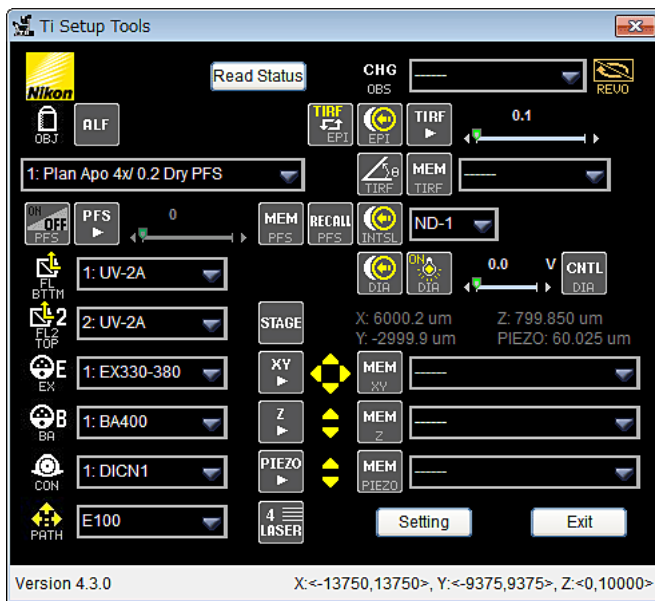 Ti Setup Tools
Nikon
Read Status
CHG
OBS
-----
REVO
OBJ
ALF
TIRF
EPI
EPI
TIRF
0.1
1: Plan Apo 4x/ 0.2 Dry PFS
θ
TIRF
MEM
TIRF
-----
ON
OFF
PFS
PFS
0
MEM
PFS
RECALL
PFS
INTSL
ND-1
FL
BTTM
1: UV-2A
DIA
ON
DIA
0.0 V
CNTL
DIA
2
FL2
TOP
2: UV-2A
STAGE
X: 6000.2 um Z: 799.850 um
Y: -2999.9 um PIEZO: 60.025 um
E
EX
1: EX330-380
XY
MEM
XY
-----
B
BA
1: BA400
Z
MEM
Z
-----
CON
1: DICN1
PIEZO
MEM
PIEZO
-----
PATH
E100
4
LASER
Setting
Exit
Version 4.3.0
X:<-13750,13750>, Y:<-9375,9375>, Z:<0,10000>